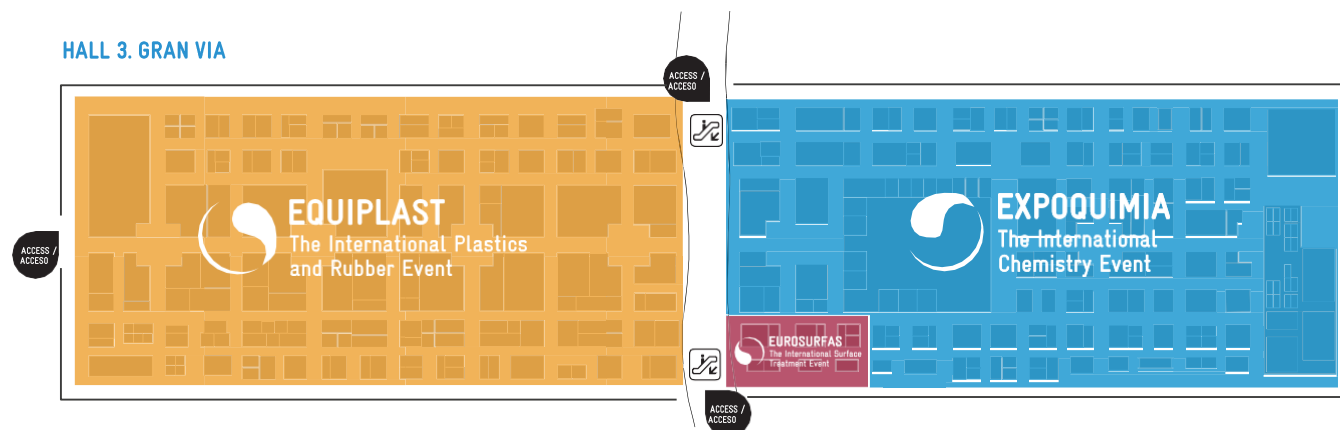 HALL 3. GRAN VIA
ACCESS /
ACCESO
EQUIPLAST
The International Plastics
and Rubber Event
ACCESS /
ACCESO
EXPOQUIMIA
The International
Chemistry Event
EUROSURFAS
The International Surface
Treatment Event
ACCESS /
ACCESO